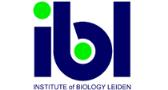 ibl
INSTITUTE of BIOLOGY LEIDEN